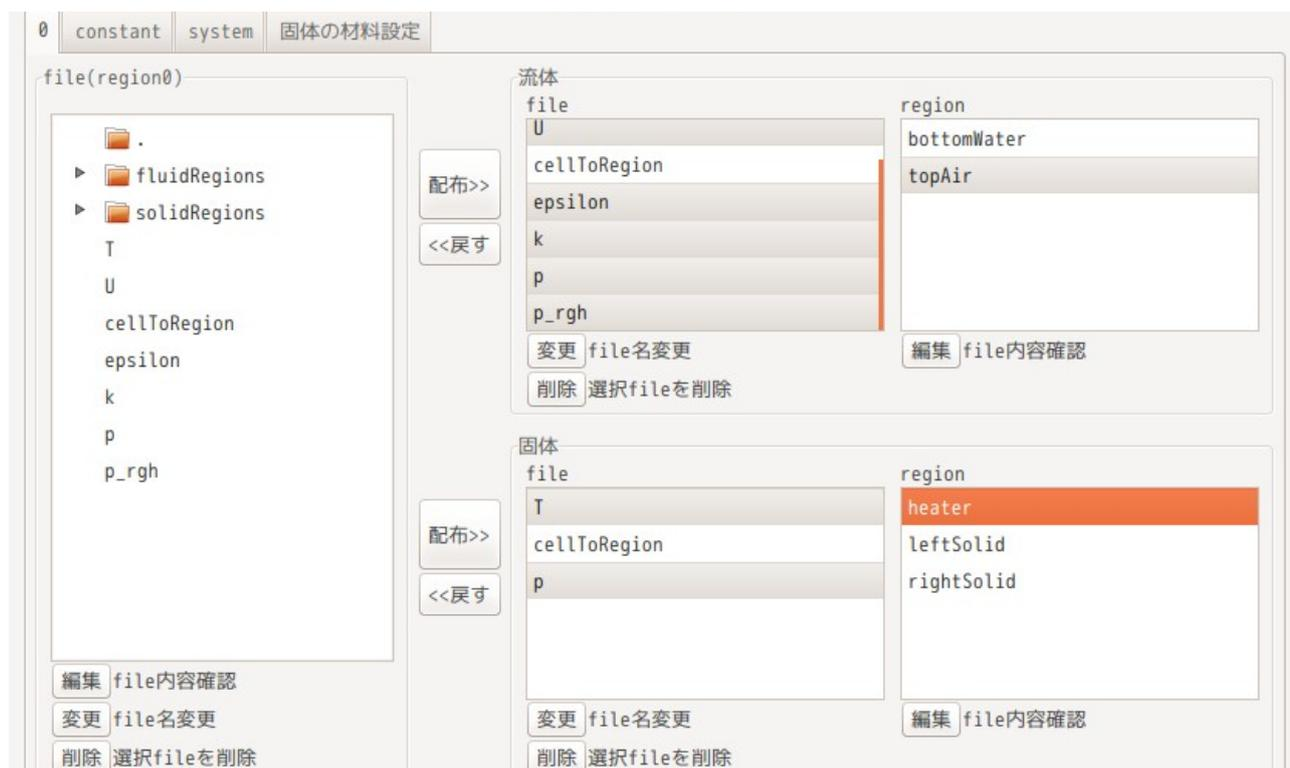 0 constant system 固体の材料設定
file(region0)
.
fluidRegions
solidRegions
T
U
cellToRegion
epsilon
k
p
p_rgh
編集 file内容確認
変更 file名変更
削除 選択fileを削除
配布>>
<<戻す
流体
file
U
cellToRegion
epsilon
k
p
p_rgh
変更 file名変更
削除 選択fileを削除
region
bottomWater
topAir
編集 file内容確認
配布>>
<<戻す
固体
file
T
cellToRegion
p
変更 file名変更
削除 選択fileを削除
region
heater
leftSolid
rightSolid
編集 file内容確認